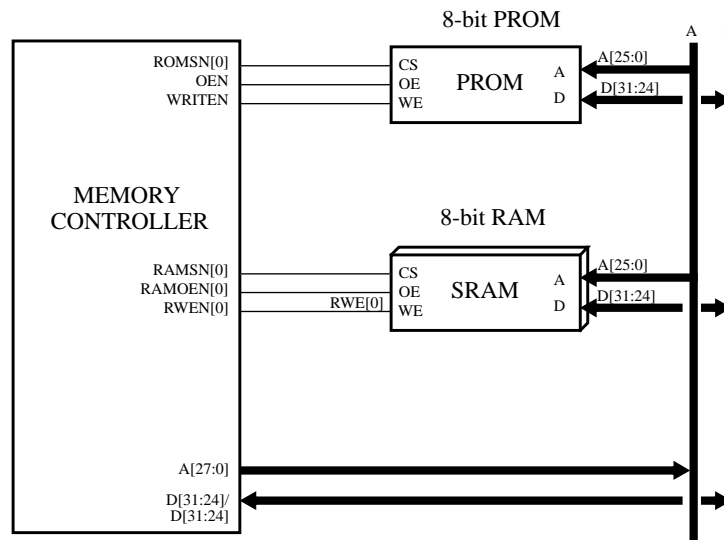 8-bit PROM
A
ROMSN[0]
OEN
WRITEN
CS
OE
WE
PROM
A
D
A[25:0]
D[31:24]
MEMORY
CONTROLLER
8-bit RAM
RAMSN[0]
RAMOEN[0]
RWEN[0]
RWE[0]
CS
OE
WE
SRAM
A
D
A[25:0]
D[31:24]
A[27:0]
D[31:24]/
D[31:24]